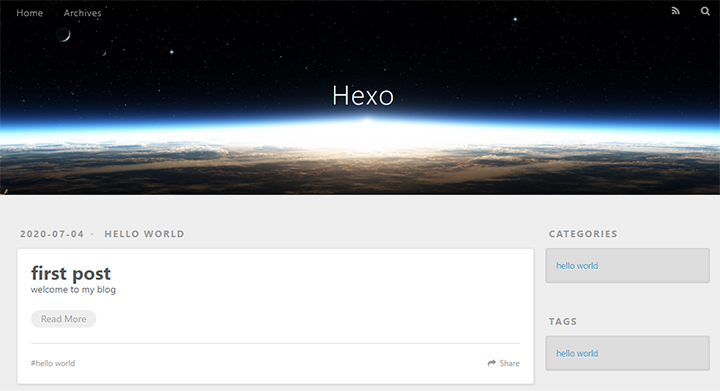 Home Archives
Hexo
2020-07-04 · HELLO WORLD
first post
welcome to my blog
Read More
#hello world Share
CATEGORIES
hello world
TAGS
hello world